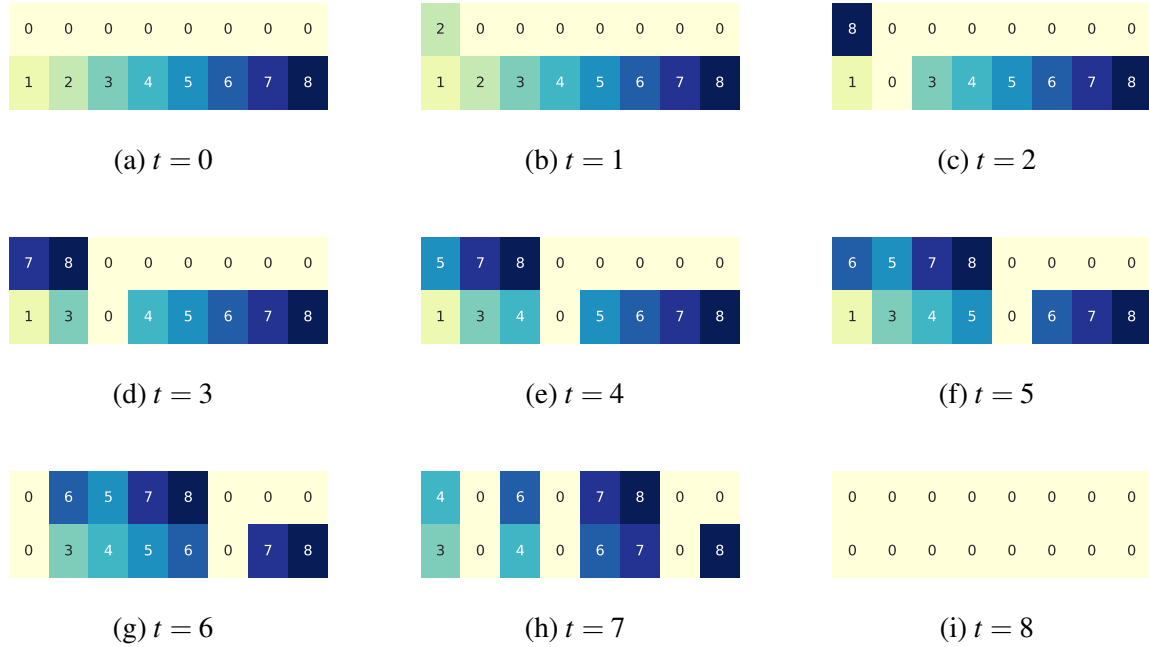 0 0 0 0 0 0 0 0
1 2 3 4 5 6 7 8
(a) t = 0
2 0 0 0 0 0 0 0
1 2 3 4 5 6 7 8
(b) t = 1
8 0 0 0 0 0 0 0
1 0 3 4 5 6 7 8
(c) t = 2
7 8 0 0 0 0 0 0
1 3 0 4 5 6 7 8
(d) t = 3
5 7 8 0 0 0 0 0
1 3 4 0 5 6 7 8
(e) t = 4
6 5 7 8 0 0 0 0
1 3 4 5 0 6 7 8
(f) t = 5
0 6 5 7 8 0 0 0
0 3 4 5 6 0 7 8
(g) t = 6
4 0 6 0 7 8 0 0
3 0 4 0 6 7 0 8
(h) t = 7
0 0 0 0 0 0 0 0
0 0 0 0 0 0 0 0
(i) t = 8